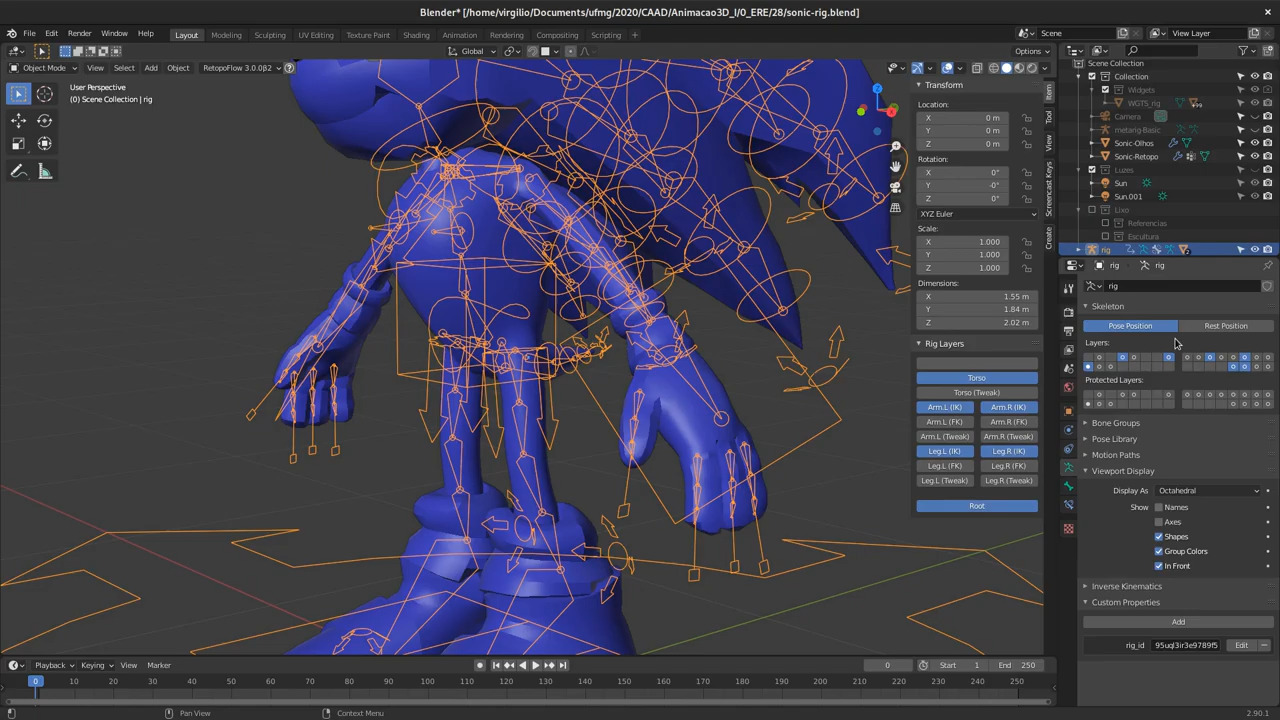 Blender* [/home/virgilio/Documents/ufmg/2020/CAAD/Animacao3D_I/0_ERE/28/sonic-rig.blend]
File Edit Render Window Help Layout Modeling Sculpting UV Editing Texture Paint Shading Animation Rendering Compositing Scripting + Scene View Layer
Global Options
Object Mode View Select Add Object RetopoFlow 3.0.0β2
User Perspective
(0) Scene Collection | rig
X
Z
Item
Tool
View
Screencast Keys
Create
Transform
Location:
X 0 m
Y 0 m
Z 0 m
Rotation:
X 0°
Y -0°
Z 0°
XYZ Euler
Scale:
X 1.000
Y 1.000
Z 1.000
Dimensions:
X 1.55 m
Y 1.84 m
Z 2.02 m
Rig Layers
Torso
Torso (Tweak)
Arm.L (IK) Arm.R (IK)
Arm.L (FK) Arm.R (FK)
Arm.L (Tweak) Arm.R (Tweak)
Leg.L (IK) Leg.R (IK)
Leg.L (FK) Leg.R (FK)
Leg.L (Tweak) Leg.R (Tweak)
Root
Scene Collection
Collection
Widgets
WGTS_rig
Camera
metarig-Basic
Sonic-Olhos
Sonic-Retopo
Luzes
Sun
Sun.001
Lixo
Referencias
Escultura
rig
rig rig
rig
Skeleton
Pose Position Rest Position
Layers:
Protected Layers:
Bone Groups
Pose Library
Motion Paths
Viewport Display
Display As Octahedral
Show Names
Axes
Shapes
Group Colors
In Front
Inverse Kinematics
Custom Properties
Add
rig_id Edit
Playback Keying View Marker 0 Start 1 End 250
0 10 20 30 40 50 60 70 80 90 100 110 120 130 140 150 160 170 180 190 200 210 220 230 240 250
Pan View Context Menu 2.90.1